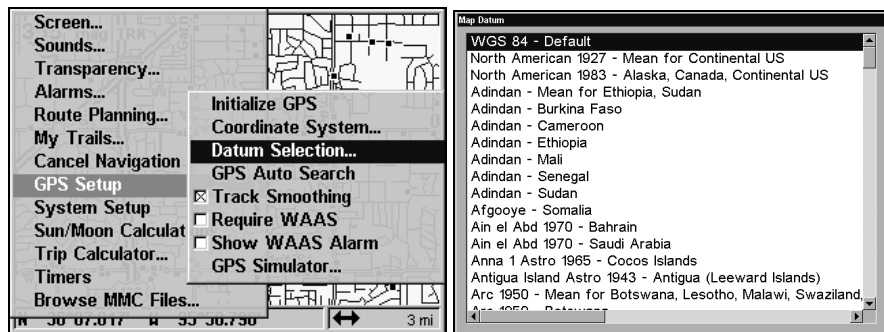 Screen...
Sounds...
Transparency...
Alarms...
Route Planning...
My Trails...
Cancel Navigation
GPS Setup
System Setup
Sun/Moon Calculat
Trip Calculator...
Timers
Browse MMC Files...
Initialize GPS
Coordinate System...
Datum Selection...
GPS Auto Search
Track Smoothing
Require WAAS
Show WAAS Alarm
GPS Simulator...
3 mi
Map Datum
WGS 84 - Default
North American 1927 - Mean for Continental US
North American 1983 - Alaska, Canada, Continental US
Adindan - Mean for Ethiopia, Sudan
Adindan - Burkina Faso
Adindan - Cameroon
Adindan - Ethiopia
Adindan - Mali
Adindan - Senegal
Adindan - Sudan
Afgooye - Somalia
Ain el Abd 1970 - Bahrain
Ain el Abd 1970 - Saudi Arabia
Anna 1 Astro 1965 - Cocos Islands
Antigua Island Astro 1943 - Antigua (Leeward Islands)
Arc 1950 - Mean for Botswana, Lesotho, Malawi, Swaziland,
Arc 1950 - Botswana